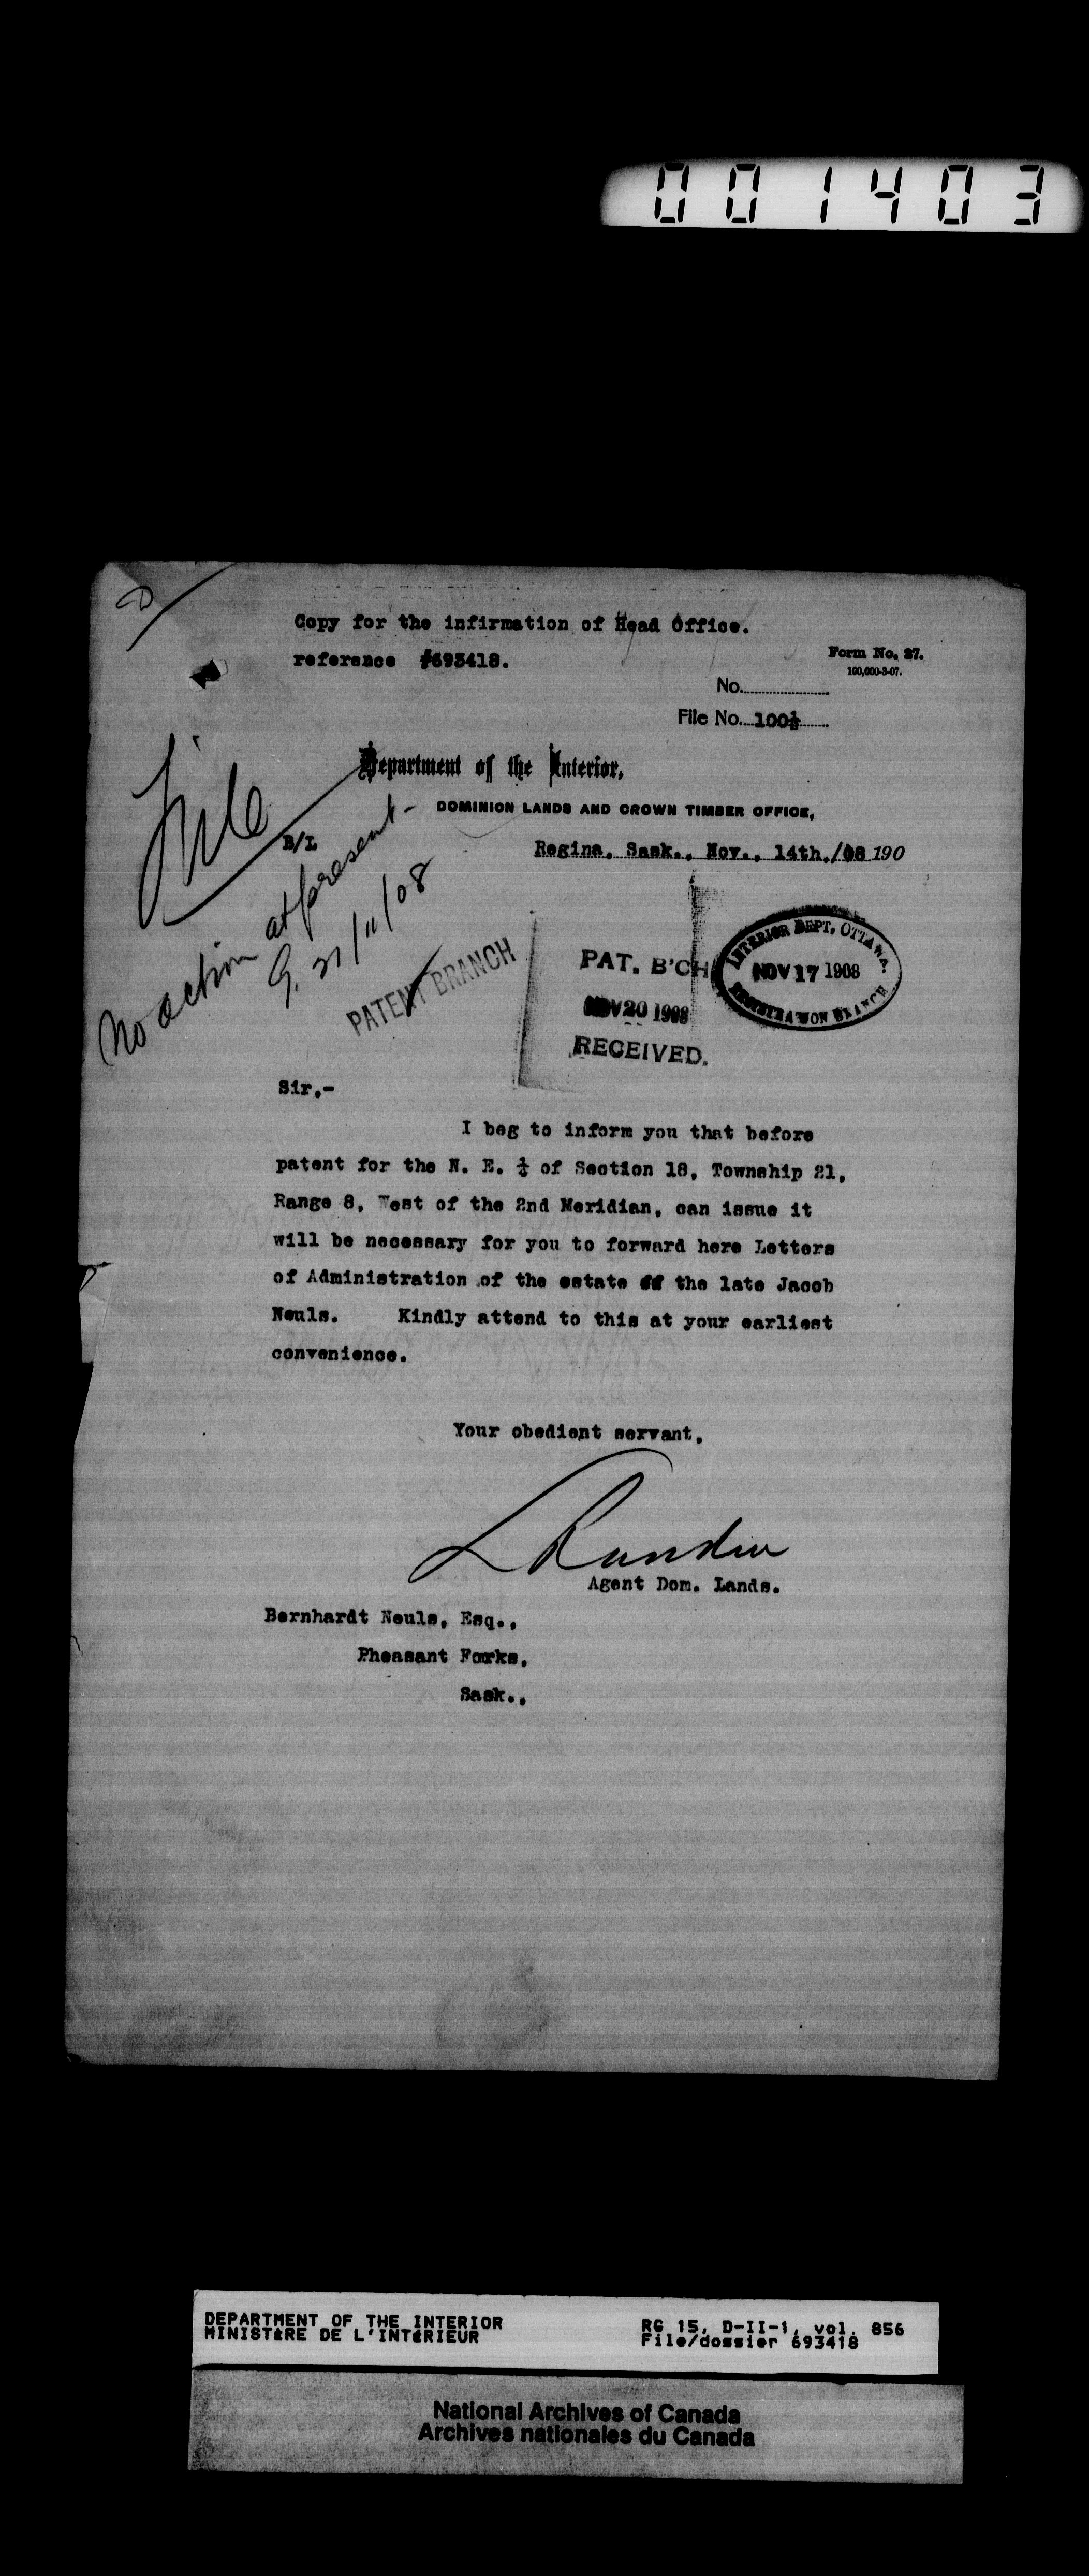 001403
Copy for the infirmation of Head Office.
reference #693418.
Form No. 27.
100,000-3-07.
No.
File No. 100½
Department of the Interior,
DOMINION LANDS AND CROWN TIMBER OFFICE,
B/L
Regina, Sask., Nov., 14th./08 190
File
No action at present -
G. 21/11/08
PATENT BRANCH
PAT. B'CH
NOV 20 1908
RECEIVED.
INTERIOR DEPT, OTTAWA.
NOV 17 1908
REGISTRATION BRANCH
Sir,-
I beg to inform you that before
patent for the N. E. ¼ of Section 18, Township 21,
Range 8, West of the 2nd Meridian, can issue it
will be necessary for you to forward here Letters
of Administration of the estate of the late Jacob
Neuls. Kindly attend to this at your earliest
convenience.
Your obedient servant,
L Rankin
Agent Dom. Lands.
Bernhardt Neuls, Esq.,
Pheasant Forks,
Sask.,
DEPARTMENT OF THE INTERIOR
MINISTÈRE DE L'INTÉRIEUR
RG 15, D-II-1, vol. 856
File/dossier 693418
National Archives of Canada
Archives nationales du Canada